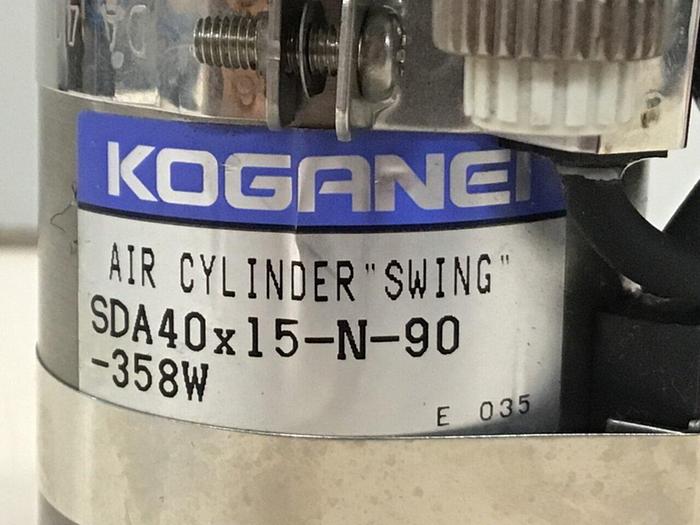 KOGANEI
AIR CYLINDER "SWING"
SDA40x15-N-90
-358W
E 035